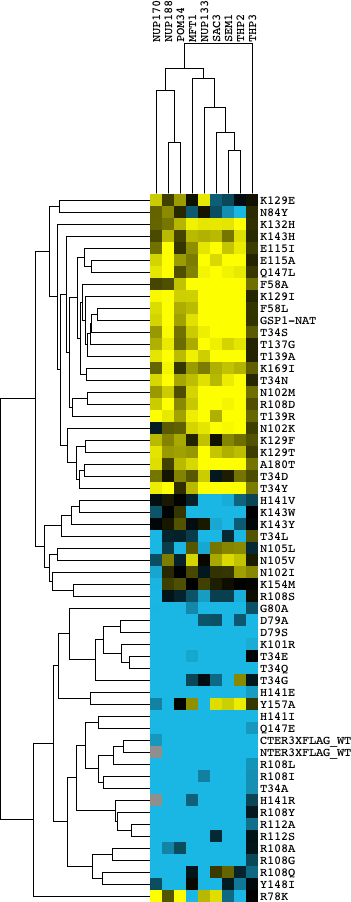 NUP170
NUP188
POM34
MFT1
NUP133
SAC3
SEM1
THP2
THP3
K129E
N84Y
K132H
K143H
E115I
E115A
Q147L
F58A
K129I
F58L
GSP1-NAT
T34S
T137G
T139A
K169I
T34N
N102M
R108D
T139R
N102K
K129F
K129T
A180T
T34D
T34Y
H141V
K143W
K143Y
T34L
N105L
N105V
N102I
K154M
R108S
G80A
D79A
D79S
K101R
T34E
T34Q
T34G
H141E
Y157A
H141I
Q147E
CTER3XFLAG_WT
NTER3XFLAG_WT
R108L
R108I
T34A
H141R
R108Y
R112A
R112S
R108A
R108G
R108Q
Y148I
R78K